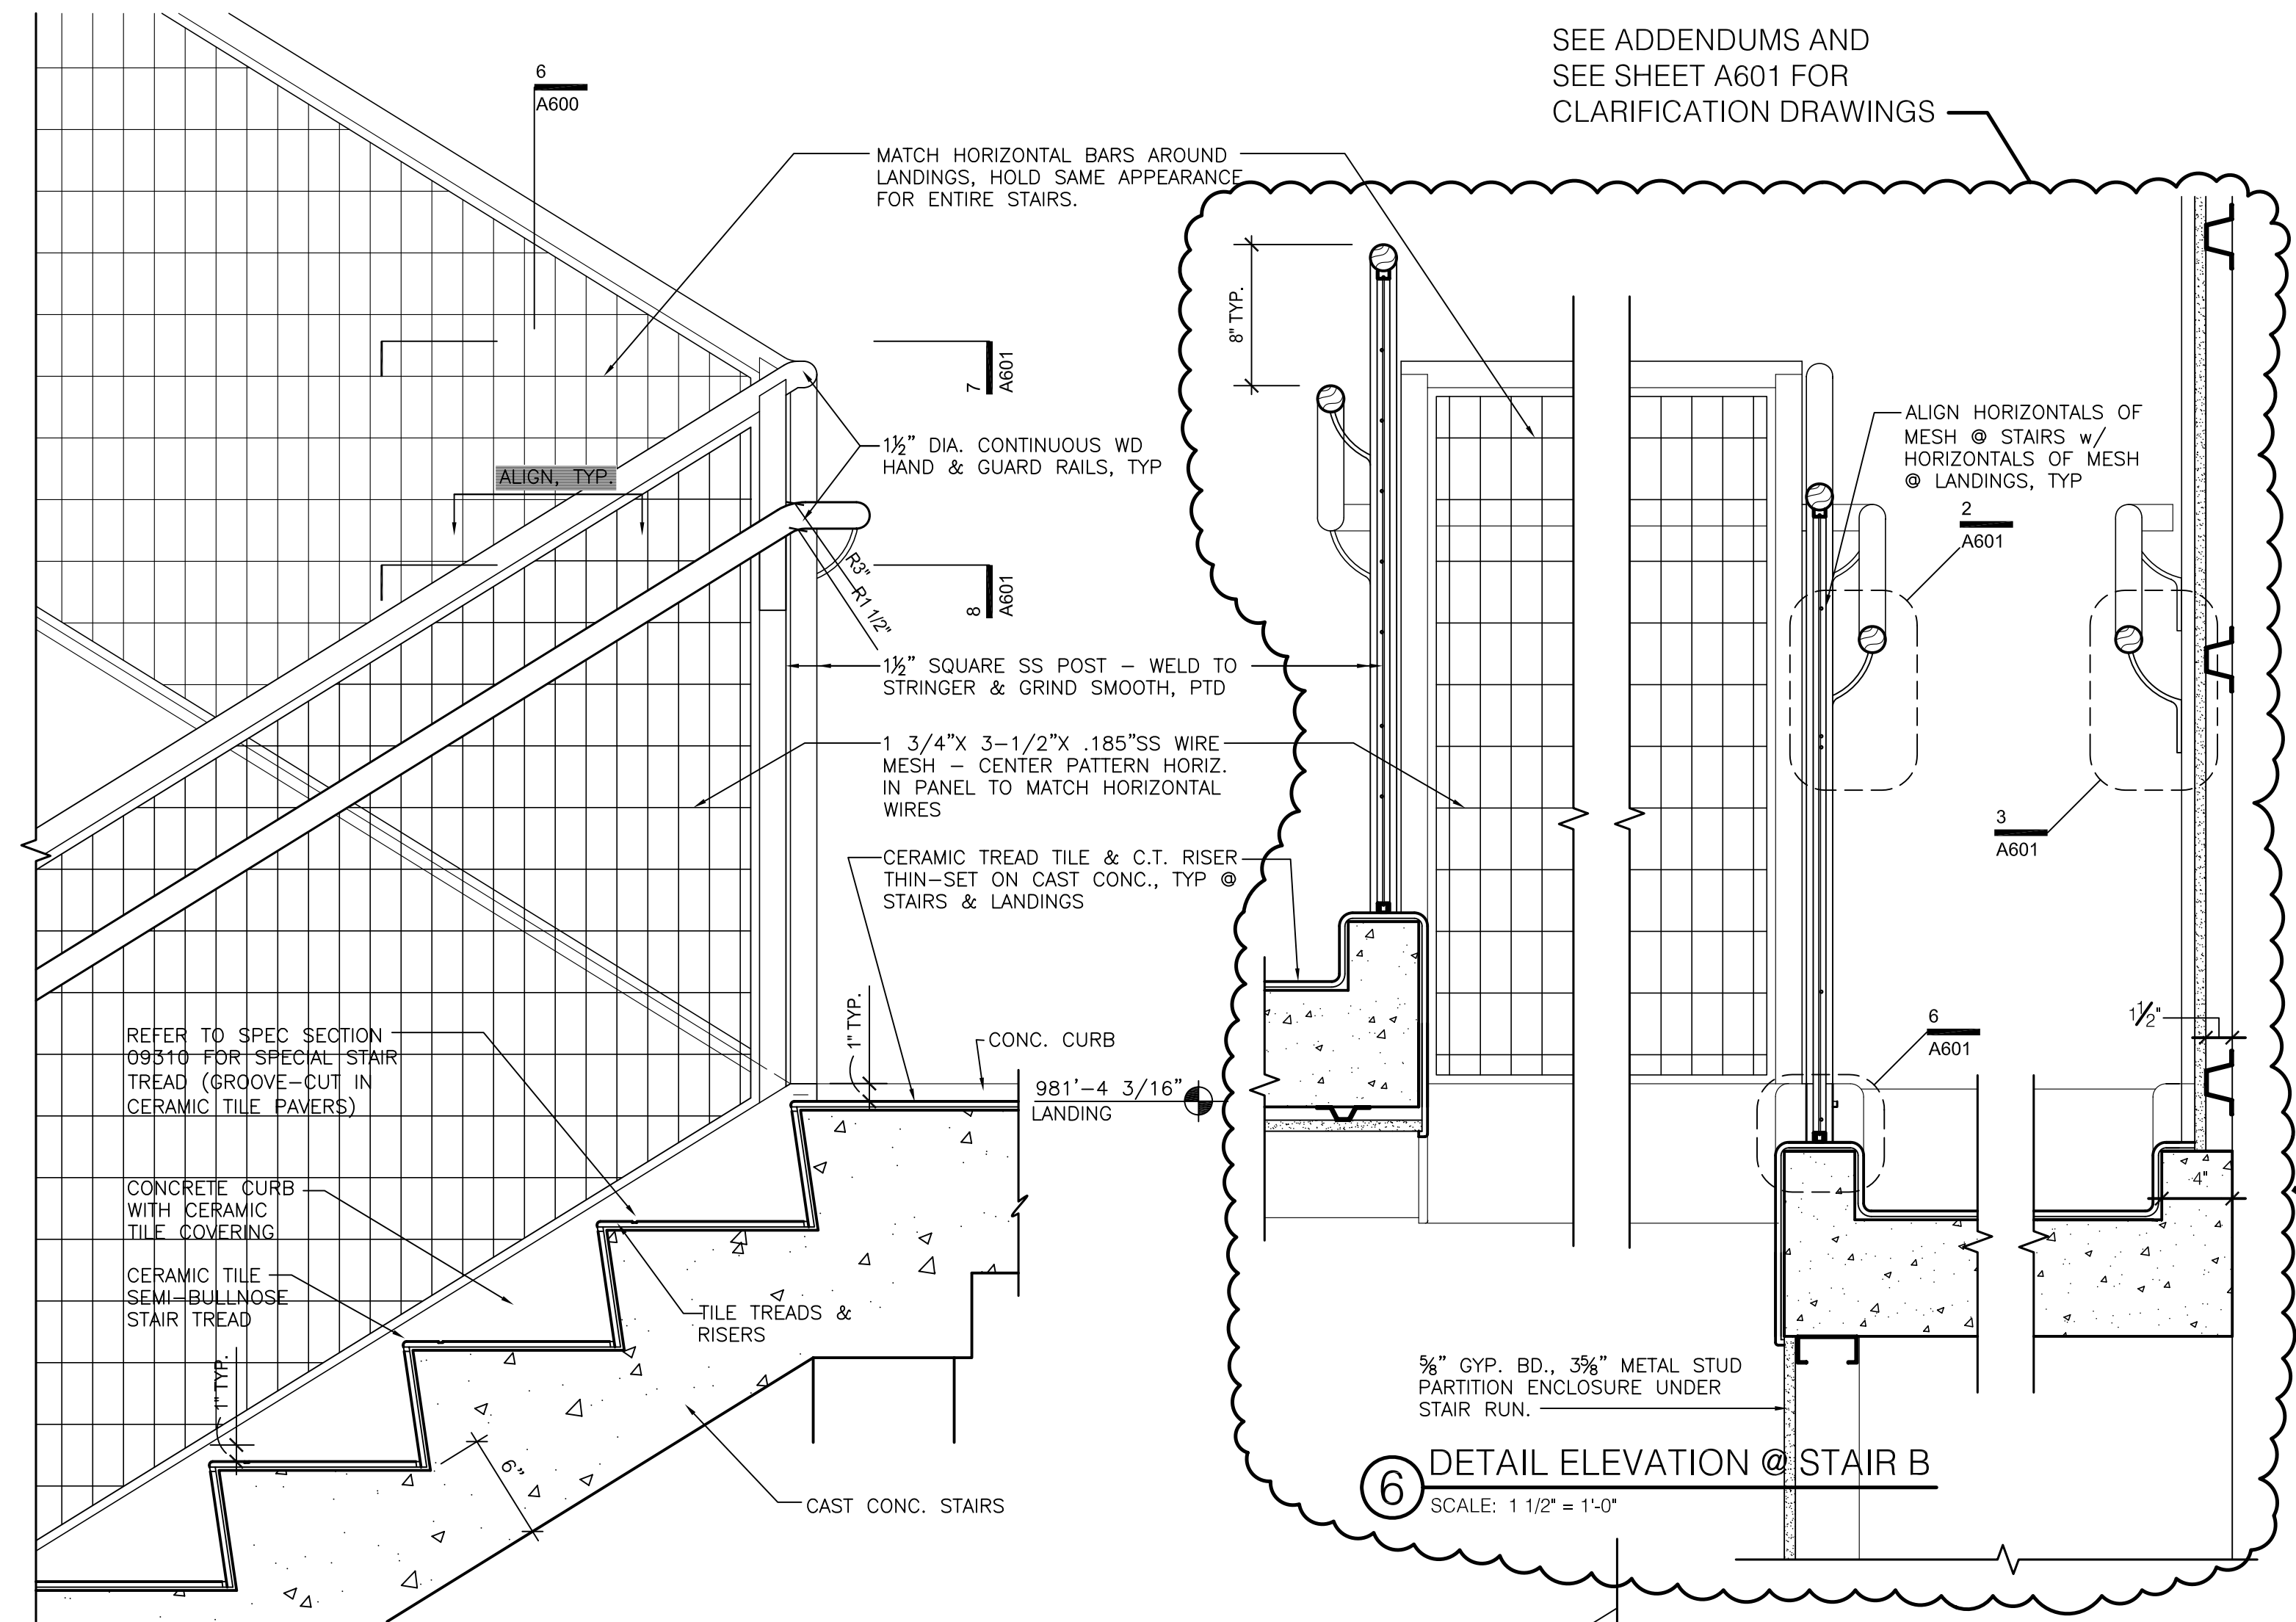 SEE ADDENDUMS AND
SEE SHEET A601 FOR
CLARIFICATION DRAWINGS
6
A600
MATCH HORIZONTAL BARS AROUND
LANDINGS, HOLD SAME APPEARANCE
FOR ENTIRE STAIRS.
7
A601
8" TYP.
1½" DIA. CONTINUOUS WD
HAND & GUARD RAILS, TYP
ALIGN HORIZONTALS OF
MESH @ STAIRS w/
HORIZONTALS OF MESH
@ LANDINGS, TYP
ALIGN, TYP.
2
A601
R3"
R1 1/2"
8
A601
1½" SQUARE SS POST – WELD TO
STRINGER & GRIND SMOOTH, PTD
1 3/4"X 3–1/2"X .185"SS WIRE
MESH – CENTER PATTERN HORIZ.
IN PANEL TO MATCH HORIZONTAL
WIRES
3
A601
CERAMIC TREAD TILE & C.T. RISER
THIN–SET ON CAST CONC., TYP @
STAIRS & LANDINGS
REFER TO SPEC SECTION
09310 FOR SPECIAL STAIR
TREAD (GROOVE–CUT IN
CERAMIC TILE PAVERS)
1" TYP.
CONC. CURB
981'–4 3/16"
LANDING
6
A601
1½"
4"
CONCRETE CURB
WITH CERAMIC
TILE COVERING
CERAMIC TILE
SEMI–BULLNOSE
STAIR TREAD
TILE TREADS &
RISERS
1" TYP.
6"
CAST CONC. STAIRS
⅝" GYP. BD., 3⅝" METAL STUD
PARTITION ENCLOSURE UNDER
STAIR RUN.
6
DETAIL ELEVATION @ STAIR B
SCALE: 1 1/2" = 1'-0"